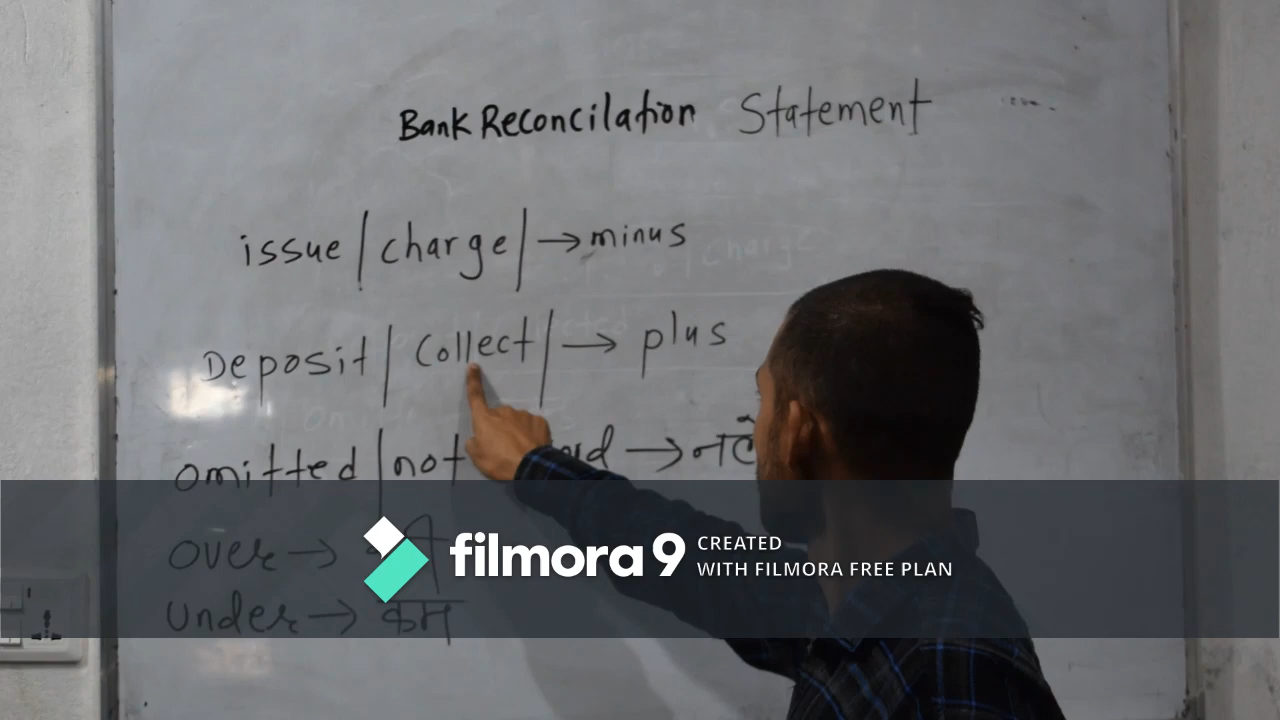 Bank Reconcilation Statement
issue / charge / → minus
Deposit / Collect / → plus
omitted / not →
over →
under → कम
filmora 9 CREATED
WITH FILMORA FREE PLAN